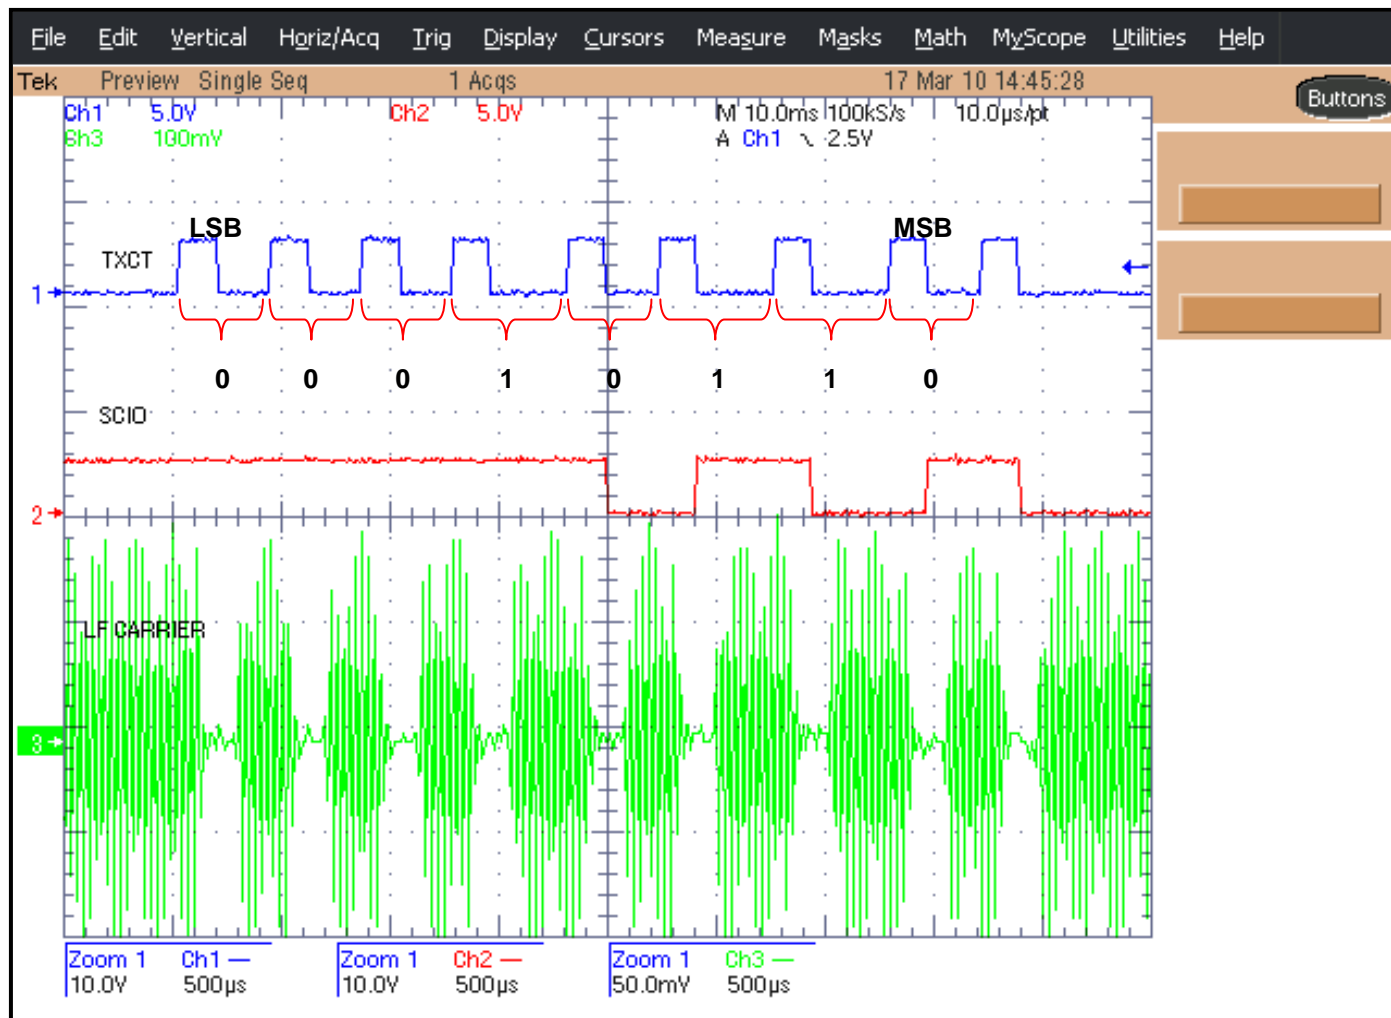 File Edit Vertical Horiz/Acq Trig Display Cursors Measure Masks Math MyScope Utilities Help
Tek Preview Single Seq 1 Acqs 17 Mar 10 14:45:28
Buttons
Ch1 5.0V Ch2 5.0V M 10.0ms 100kS/s 10.0µs/pt
Ch3 100mV A Ch1 \ 2.5V
LSB MSB
TXCT
1
0 0 0 1 0 1 1 0
SCIO
2
LF CARRIER
3
Zoom 1 Ch1 Zoom 1 Ch2 Zoom 1 Ch3
10.0V 500µs 10.0V 500µs 50.0mV 500µs